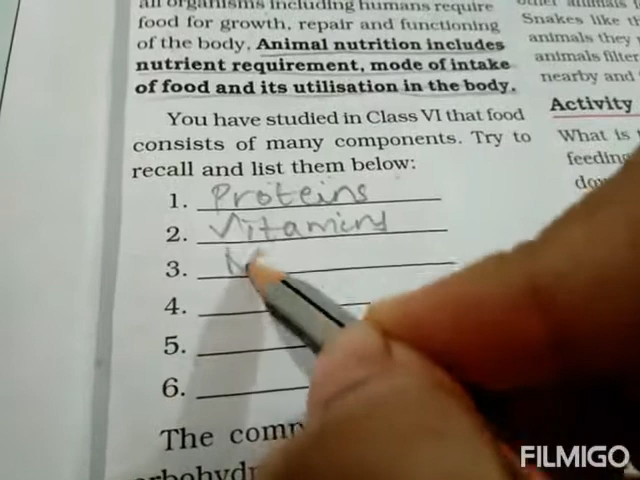 all organisms including humans require
food for growth, repair and functioning
of the body. Animal nutrition includes
nutrient requirement, mode of intake
of food and its utilisation in the body.
You have studied in Class VI that food
consists of many components. Try to
recall and list them below:
1. Proteins
2. Vitamins
3.
4.
5.
6.
The
Snakes like
animals they
animals filter
nearby and
Activity
What is
feeding
FILMIGO